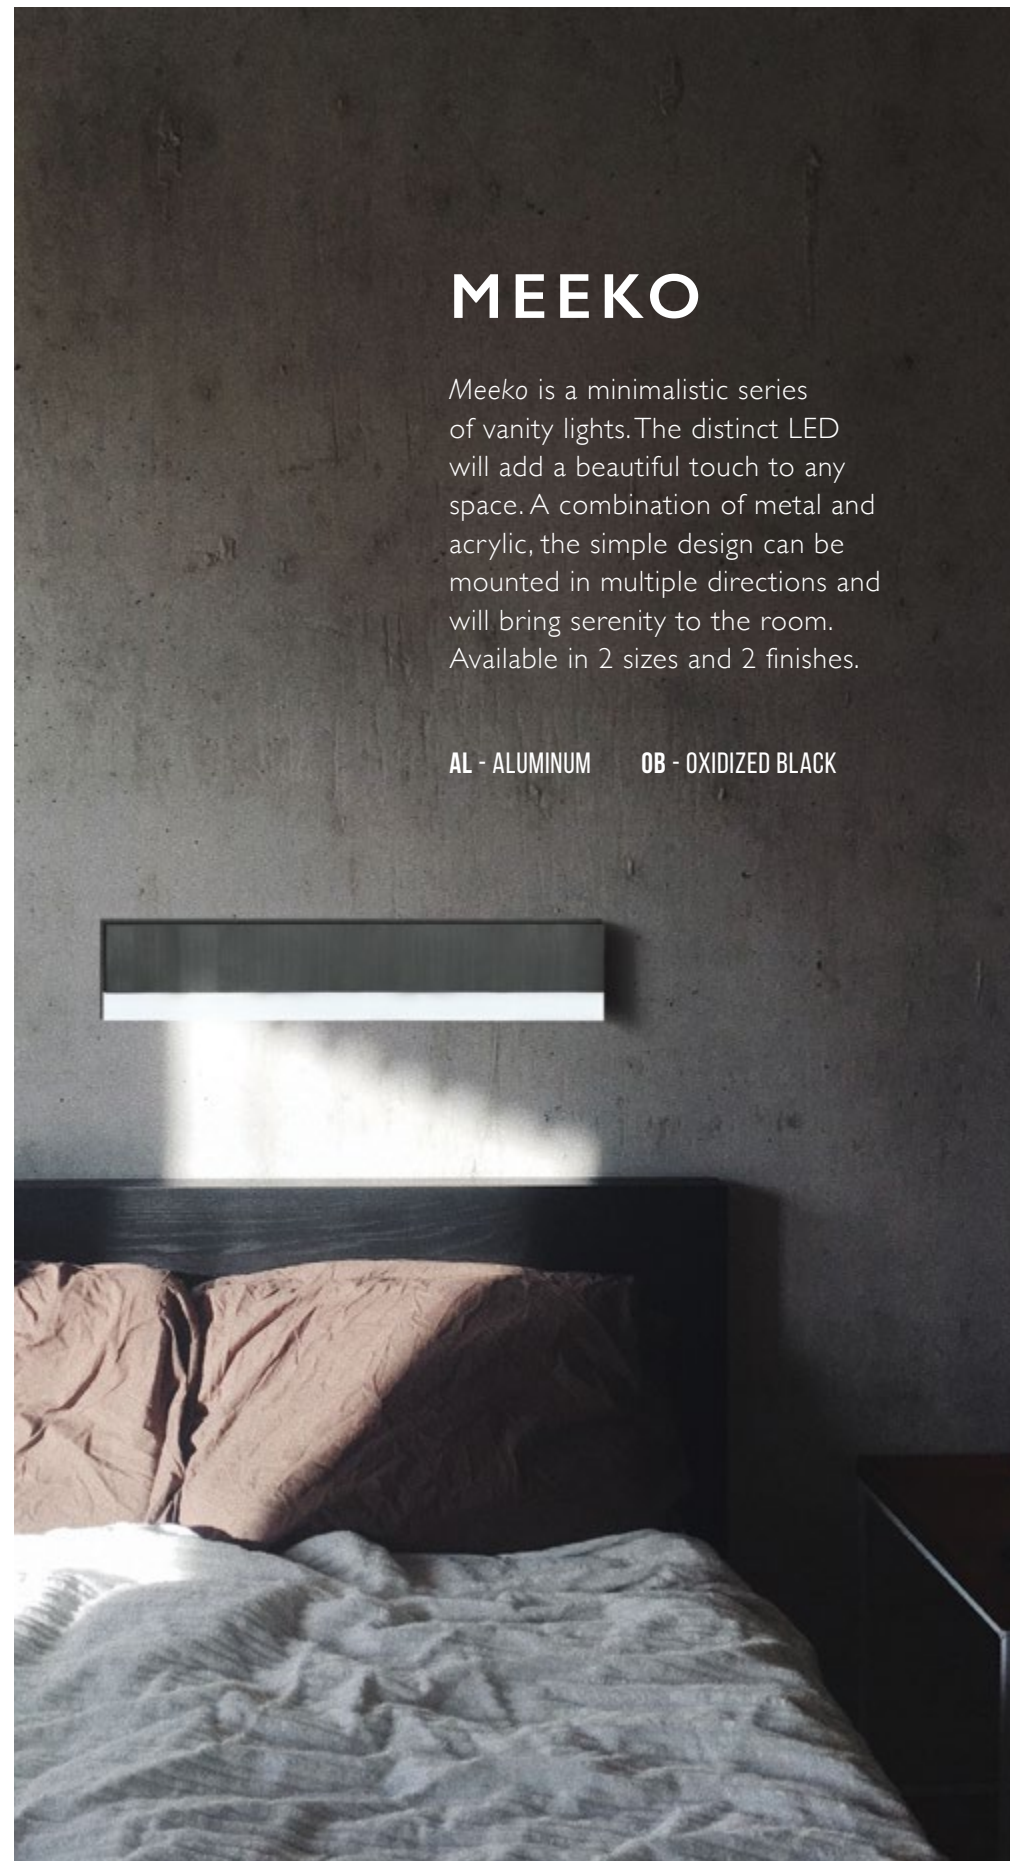 MEEKO
Meeko is a minimalistic series
of vanity lights. The distinct LED
will add a beautiful touch to any
space. A combination of metal and
acrylic, the simple design can be
mounted in multiple directions and
will bring serenity to the room.
Available in 2 sizes and 2 finishes.
AL - ALUMINUM OB - OXIDIZED BLACK